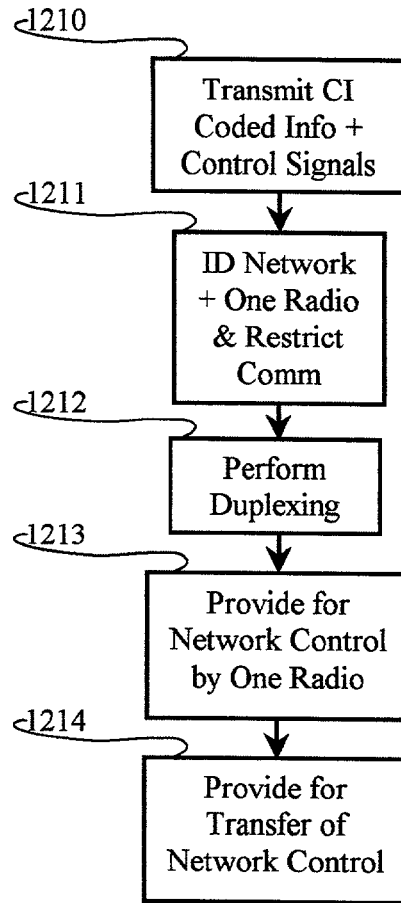 1210
Transmit CI
Coded Info +
Control Signals
1211
ID Network
+ One Radio
& Restrict
Comm
1212
Perform
Duplexing
1213
Provide for
Network Control
by One Radio
1214
Provide for
Transfer of
Network Control